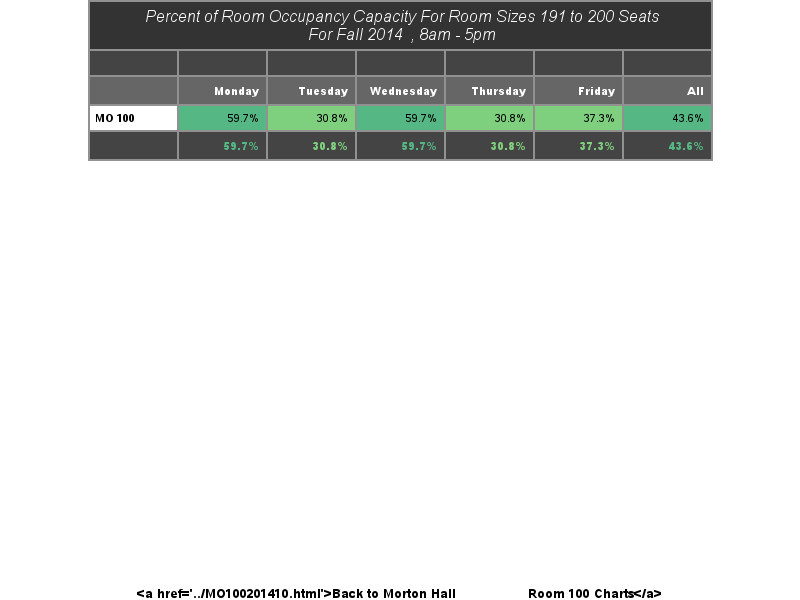 Percent of Room Occupancy Capacity For Room Sizes 191 to 200 Seats
For Fall 2014 , 8am - 5pm
Monday Tuesday Wednesday Thursday Friday All
MO 100 59.7% 30.8% 59.7% 30.8% 37.3% 43.6%
59.7% 30.8% 59.7% 30.8% 37.3% 43.6%
<a href='../MO100201410.html'>Back to Morton Hall Room 100 Charts</a>